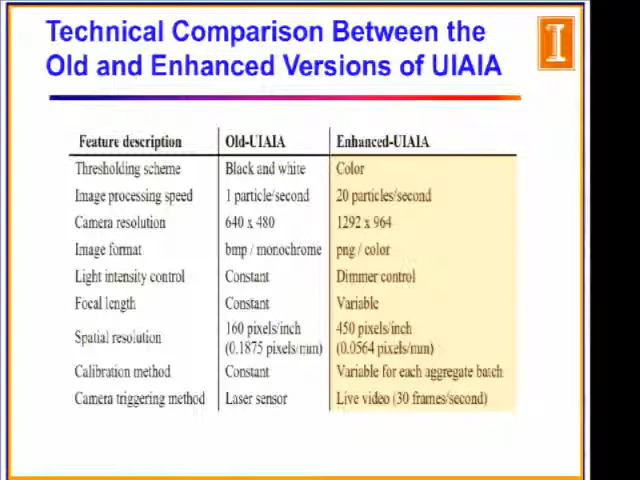 Technical Comparison Between the
Old and Enhanced Versions of UIAIA
I
Feature description Old-UIAIA Enhanced-UIAIA
Thresholding scheme Black and white Color
Image processing speed 1 particle/second 20 particles/second
Camera resolution 640 x 480 1292 x 964
Image format bmp / monochrome png / color
Light intensity control Constant Dimmer control
Focal length Constant Variable
Spatial resolution 160 pixels/inch (0.1875 pixels/mm) 450 pixels/inch (0.0564 pixels/mm)
Calibration method Constant Variable for each aggregate batch
Camera triggering method Laser sensor Live video (30 frames/second)